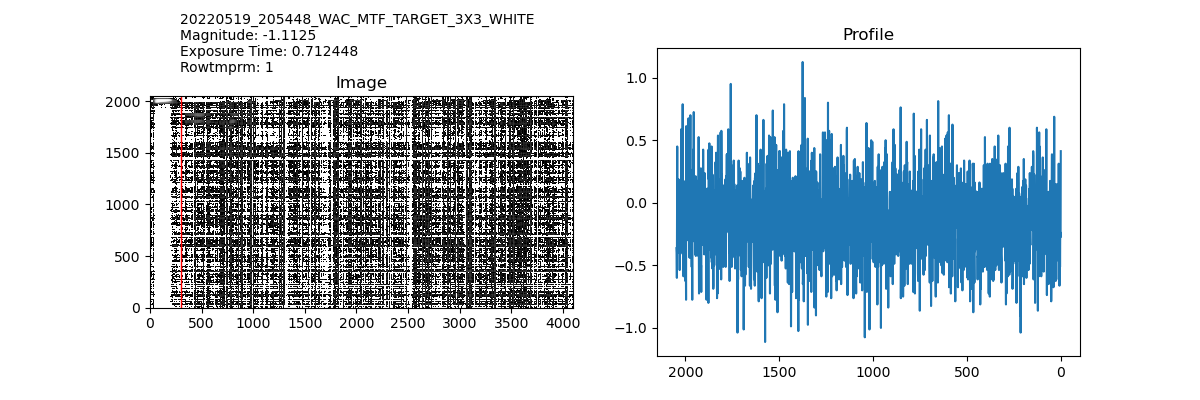 20220519_205448_WAC_MTF_TARGET_3X3_WHITE
Magnitude: -1.1125
Exposure Time: 0.712448
Rowtmprm: 1
Image
2000
1500
1000
500
0
0 500 1000 1500 2000 2500 3000 3500 4000
Profile
1.0
0.5
0.0
−0.5
−1.0
2000 1500 1000 500 0